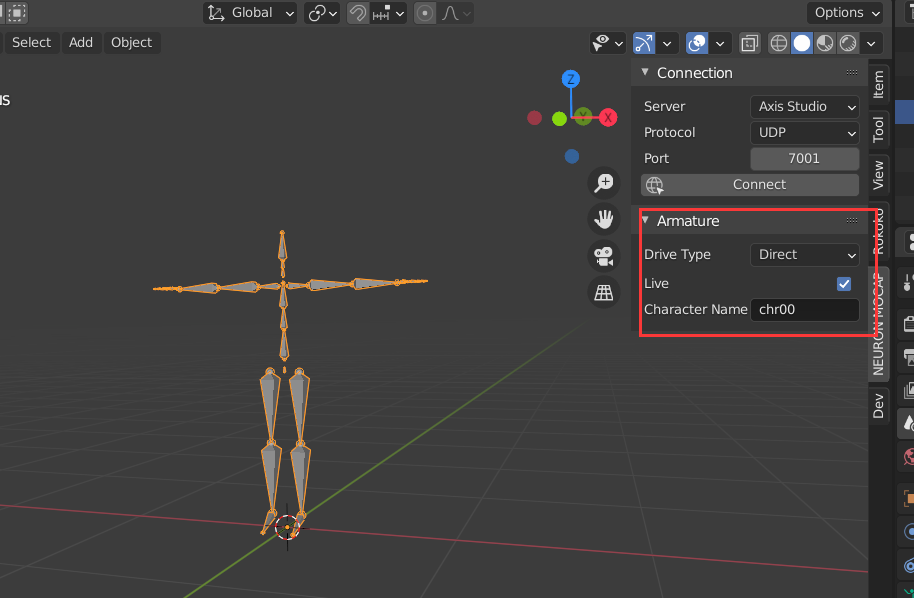 Global
Options
Select Add Object
ıs
Z
X
Y
Connection
Server Axis Studio
Protocol UDP
Port 7001
Connect
Armature
Drive Type Direct
Live
Character Name chr00
Item
Tool
View
Rokoko
NEURON MOCAP
Dev